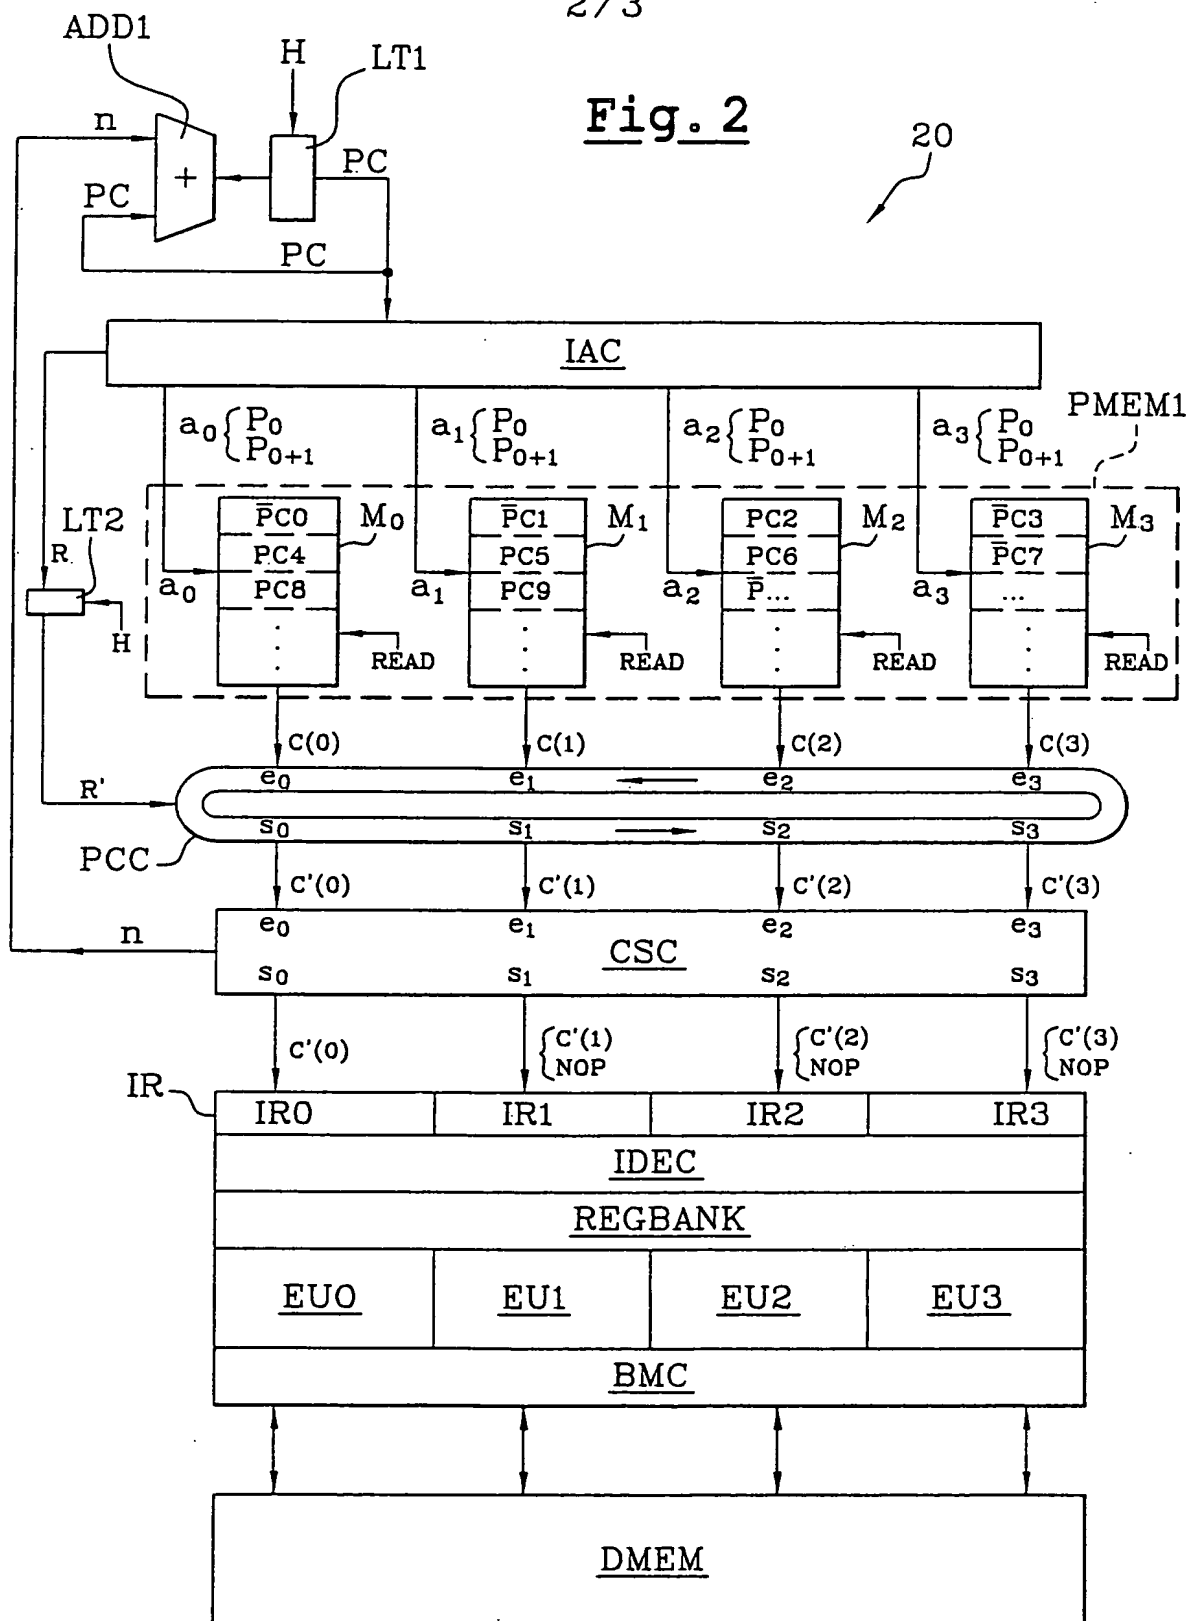 2/3
ADD1
H
LT1
Fig. 2
n
PC
20
PC
+
PC
IAC
PMEM1
a0 { P0 P0+1
a1 { P0 P0+1
a2 { P0 P0+1
a3 { P0 P0+1
LT2
P̅C0
M0
P̅C1
M1
PC2
M2
P̅C3
M3
R
PC4
PC5
PC6
P̅C7
a0
PC8
a1
PC9
a2
P̅...
a3
...
H
READ
READ
READ
READ
C(0)
C(1)
C(2)
C(3)
e0
e1
e2
e3
R'
s0
s1
s2
s3
PCC
C'(0)
C'(1)
C'(2)
C'(3)
n
e0
e1
e2
e3
CSC
s0
s1
s2
s3
C'(0)
{ C'(1) NOP
{ C'(2) NOP
{ C'(3) NOP
IR
IR0
IR1
IR2
IR3
IDEC
REGBANK
EU0
EU1
EU2
EU3
BMC
DMEM